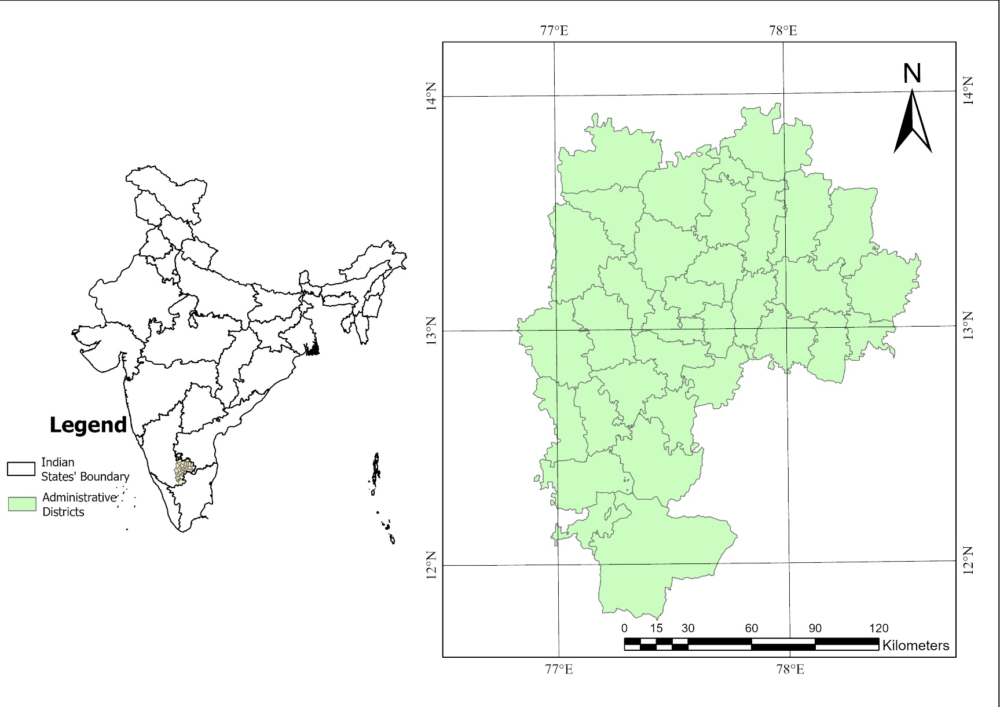 77°E 78°E
N
14°N 14°N
13°N 13°N
Legend
Indian
States' Boundary
Administrative
Districts
12°N 12°N
0 15 30 60 90 120
Kilometers
77°E 78°E